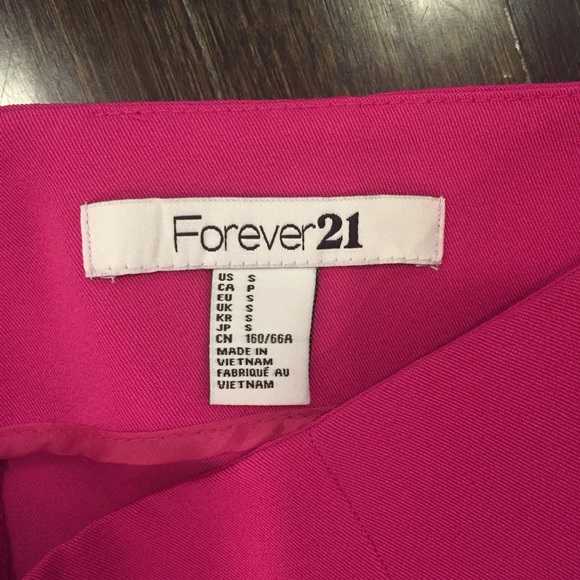 Forever21
US S
CA P
EU S
UK S
KR S
JP S
CN 160/66A
MADE IN
VIETNAM
FABRIQUÉ AU
VIETNAM